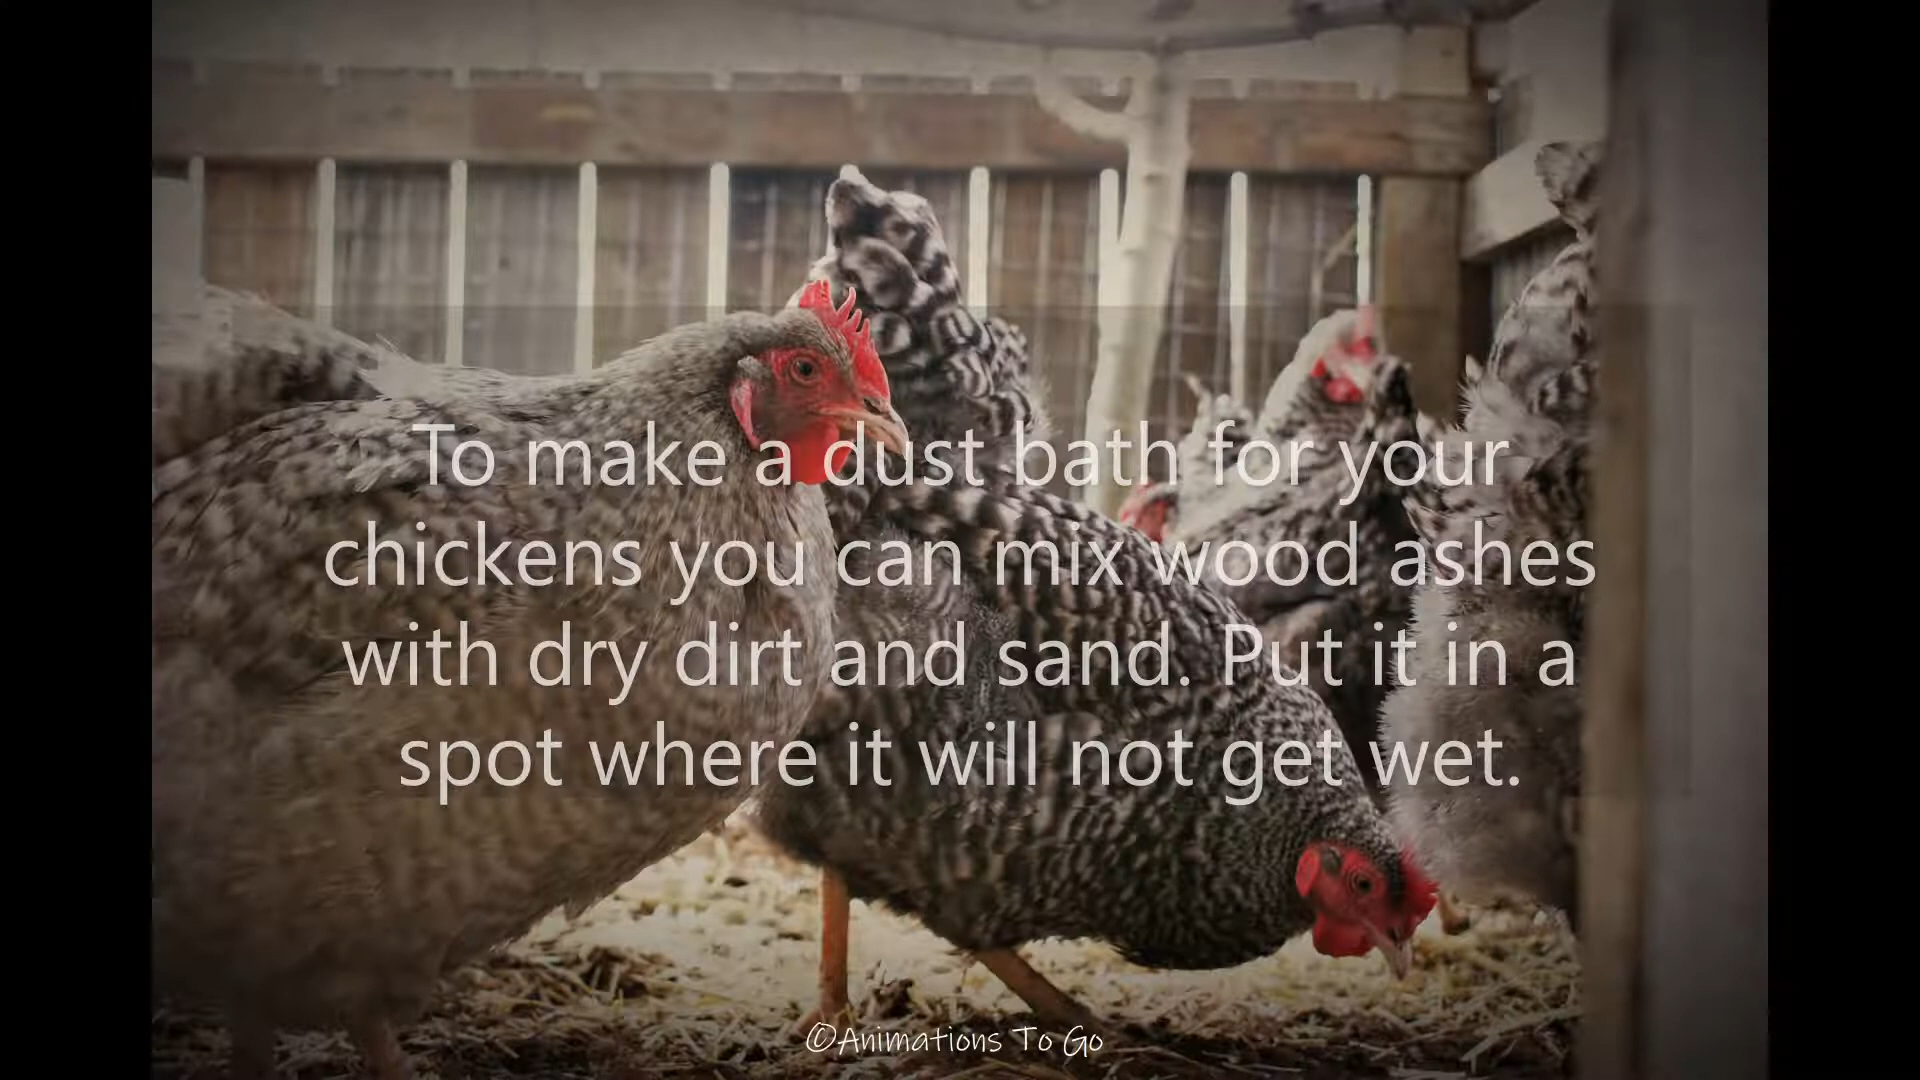 To make a dust bath for your
chickens you can mix wood ashes
with dry dirt and sand. Put it in a
spot where it will not get wet.
©Animations To Go